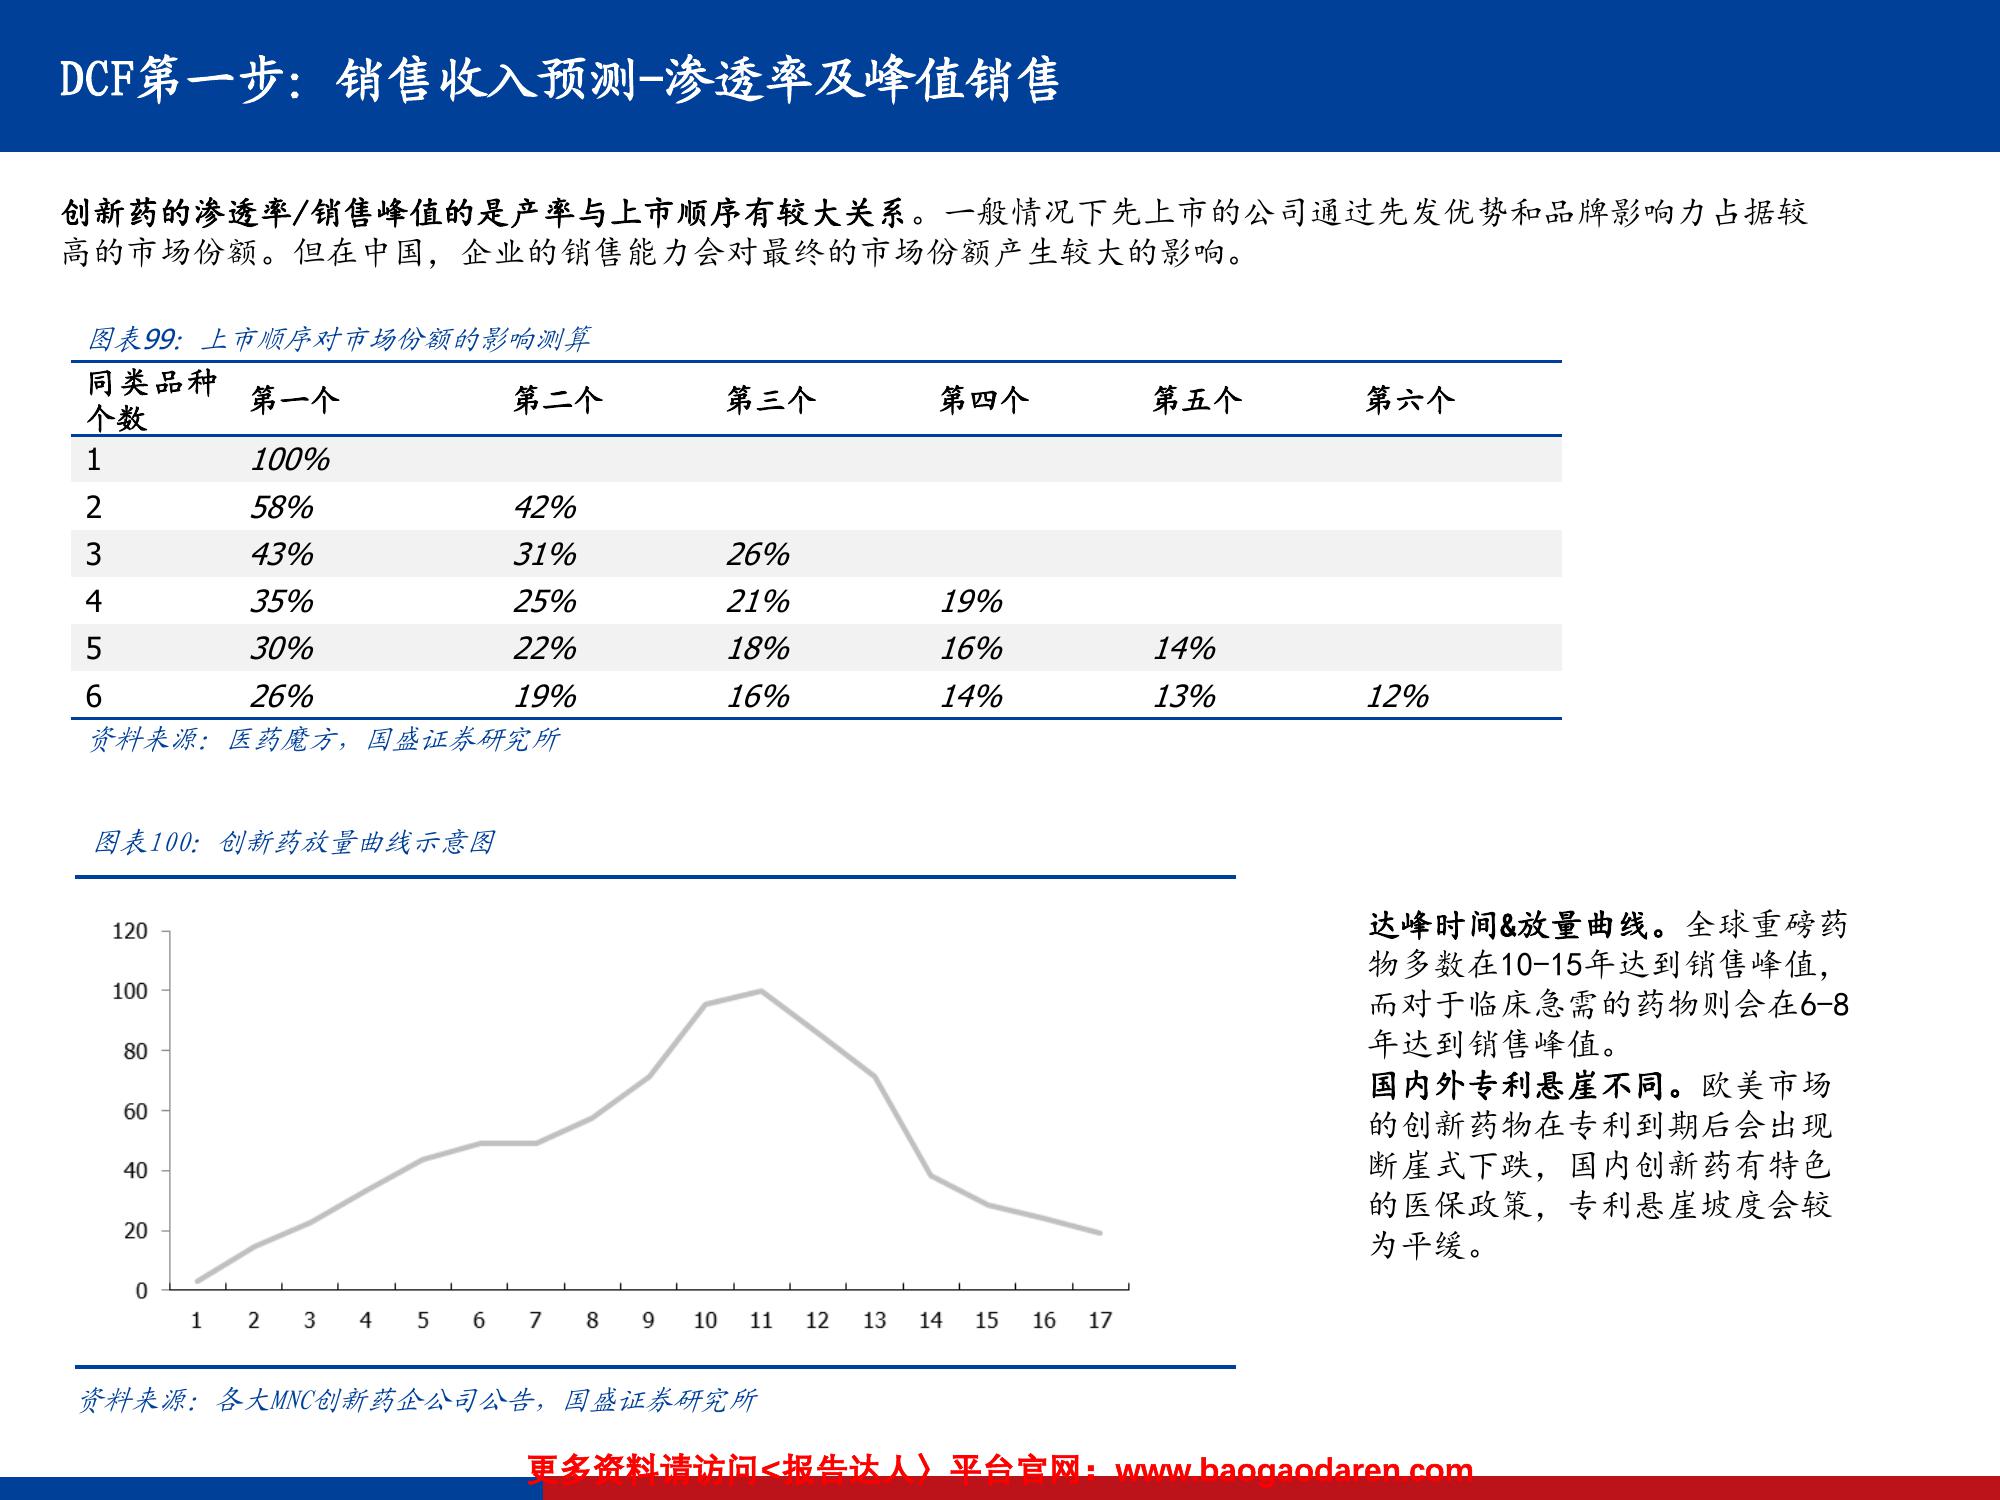 DCF第一步：销售收入预测-渗透率及峰值销售
创新药的渗透率/销售峰值的是产率与上市顺序有较大关系。一般情况下先上市的公司通过先发优势和品牌影响力占据较
高的市场份额。但在中国，企业的销售能力会对最终的市场份额产生较大的影响。
图表99：上市顺序对市场份额的影响测算
同类品种
个数 第一个 第二个 第三个 第四个 第五个 第六个
1 100%
2 58% 42%
3 43% 31% 26%
4 35% 25% 21% 19%
5 30% 22% 18% 16% 14%
6 26% 19% 16% 14% 13% 12%
资料来源：医药魔方，国盛证券研究所
图表100：创新药放量曲线示意图
120
100
80
60
40
20
0
1 2 3 4 5 6 7 8 9 10 11 12 13 14 15 16 17
达峰时间&放量曲线。全球重磅药
物多数在10-15年达到销售峰值，
而对于临床急需的药物则会在6-8
年达到销售峰值。
国内外专利悬崖不同。欧美市场
的创新药物在专利到期后会出现
断崖式下跌，国内创新药有特色
的医保政策，专利悬崖坡度会较
为平缓。
资料来源：各大MNC创新药企公司公告，国盛证券研究所
更多资料请访问<报告达人〉平台官网：www.baogaodaren.com